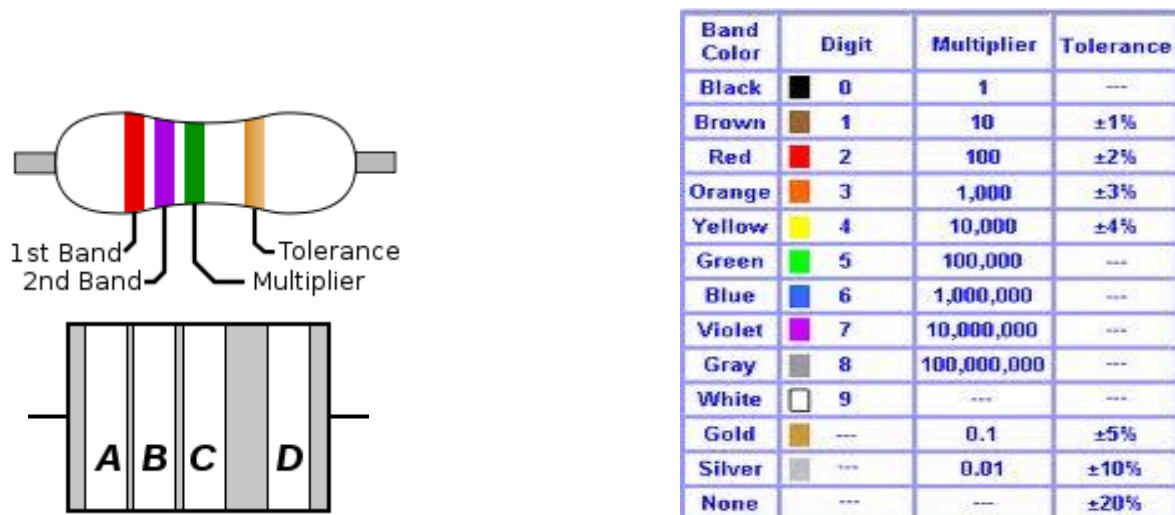 1st Band
2nd Band
Tolerance
Multiplier
A B C D
Band Color Digit Multiplier Tolerance
Black 0 1 ---
Brown 1 10 ±1%
Red 2 100 ±2%
Orange 3 1,000 ±3%
Yellow 4 10,000 ±4%
Green 5 100,000 ---
Blue 6 1,000,000 ---
Violet 7 10,000,000 ---
Gray 8 100,000,000 ---
White 9 --- ---
Gold --- 0.1 ±5%
Silver --- 0.01 ±10%
None --- --- ±20%